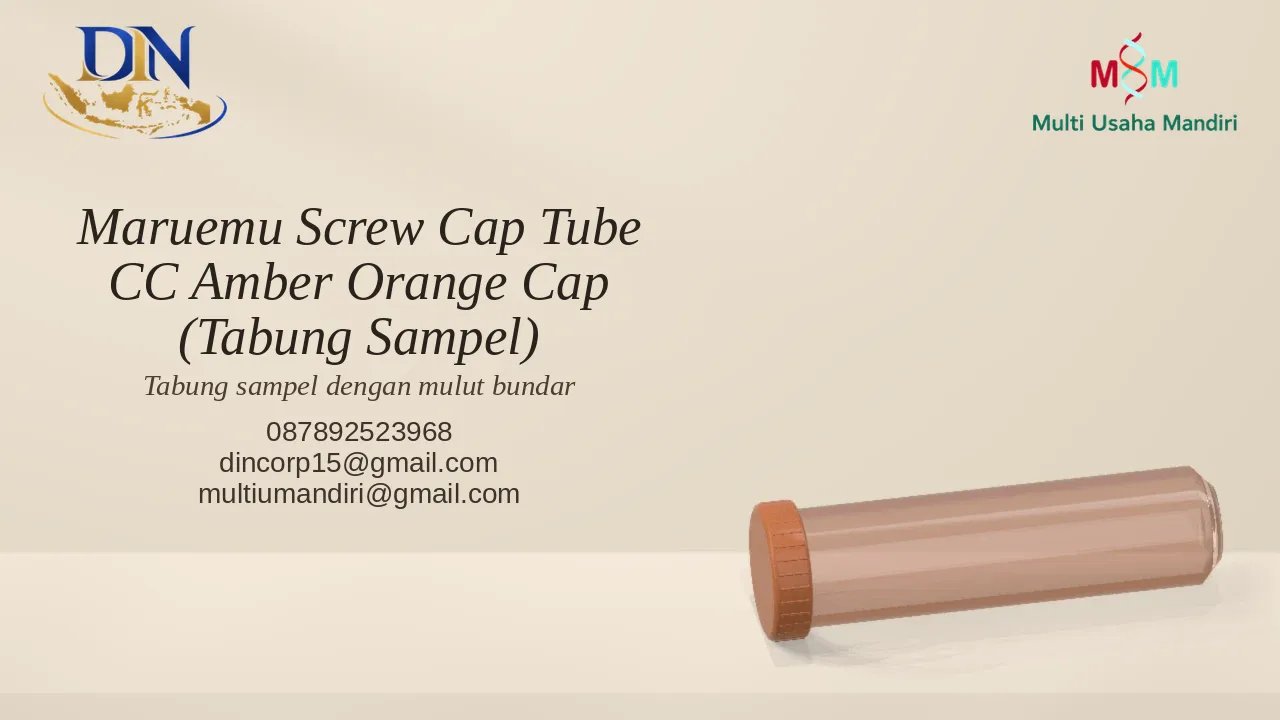 DIN
M M
Multi Usaha Mandiri
Maruemu Screw Cap Tube
CC Amber Orange Cap
(Tabung Sampel)
Tabung sampel dengan mulut bundar
087892523968
dincorp15@gmail.com
multiumandiri@gmail.com